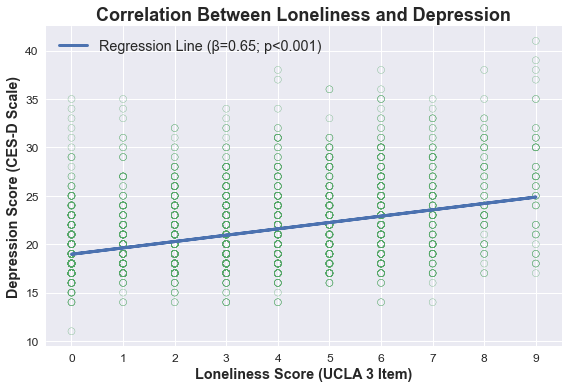 Correlation Between Loneliness and Depression
Regression Line (β=0.65; p<0.001)
Depression Score (CES-D Scale)
40
35
30
25
20
15
10
0 1 2 3 4 5 6 7 8 9
Loneliness Score (UCLA 3 Item)